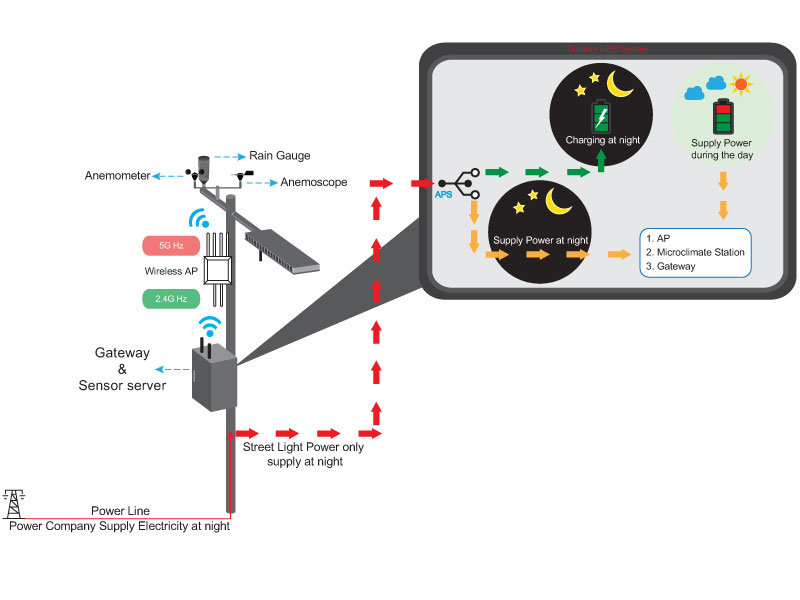 Outdoor UPS System
Charging at night
Supply Power
during the day
APS
Supply Power at night
1. AP
2. Microclimate Station
3. Gateway
Rain Gauge
Anemometer
Anemoscope
5G Hz
Wireless AP
2.4G Hz
Gateway
&
Sensor server
Street Light Power only
supply at night
Power Line
Power Company Supply Electricity at night